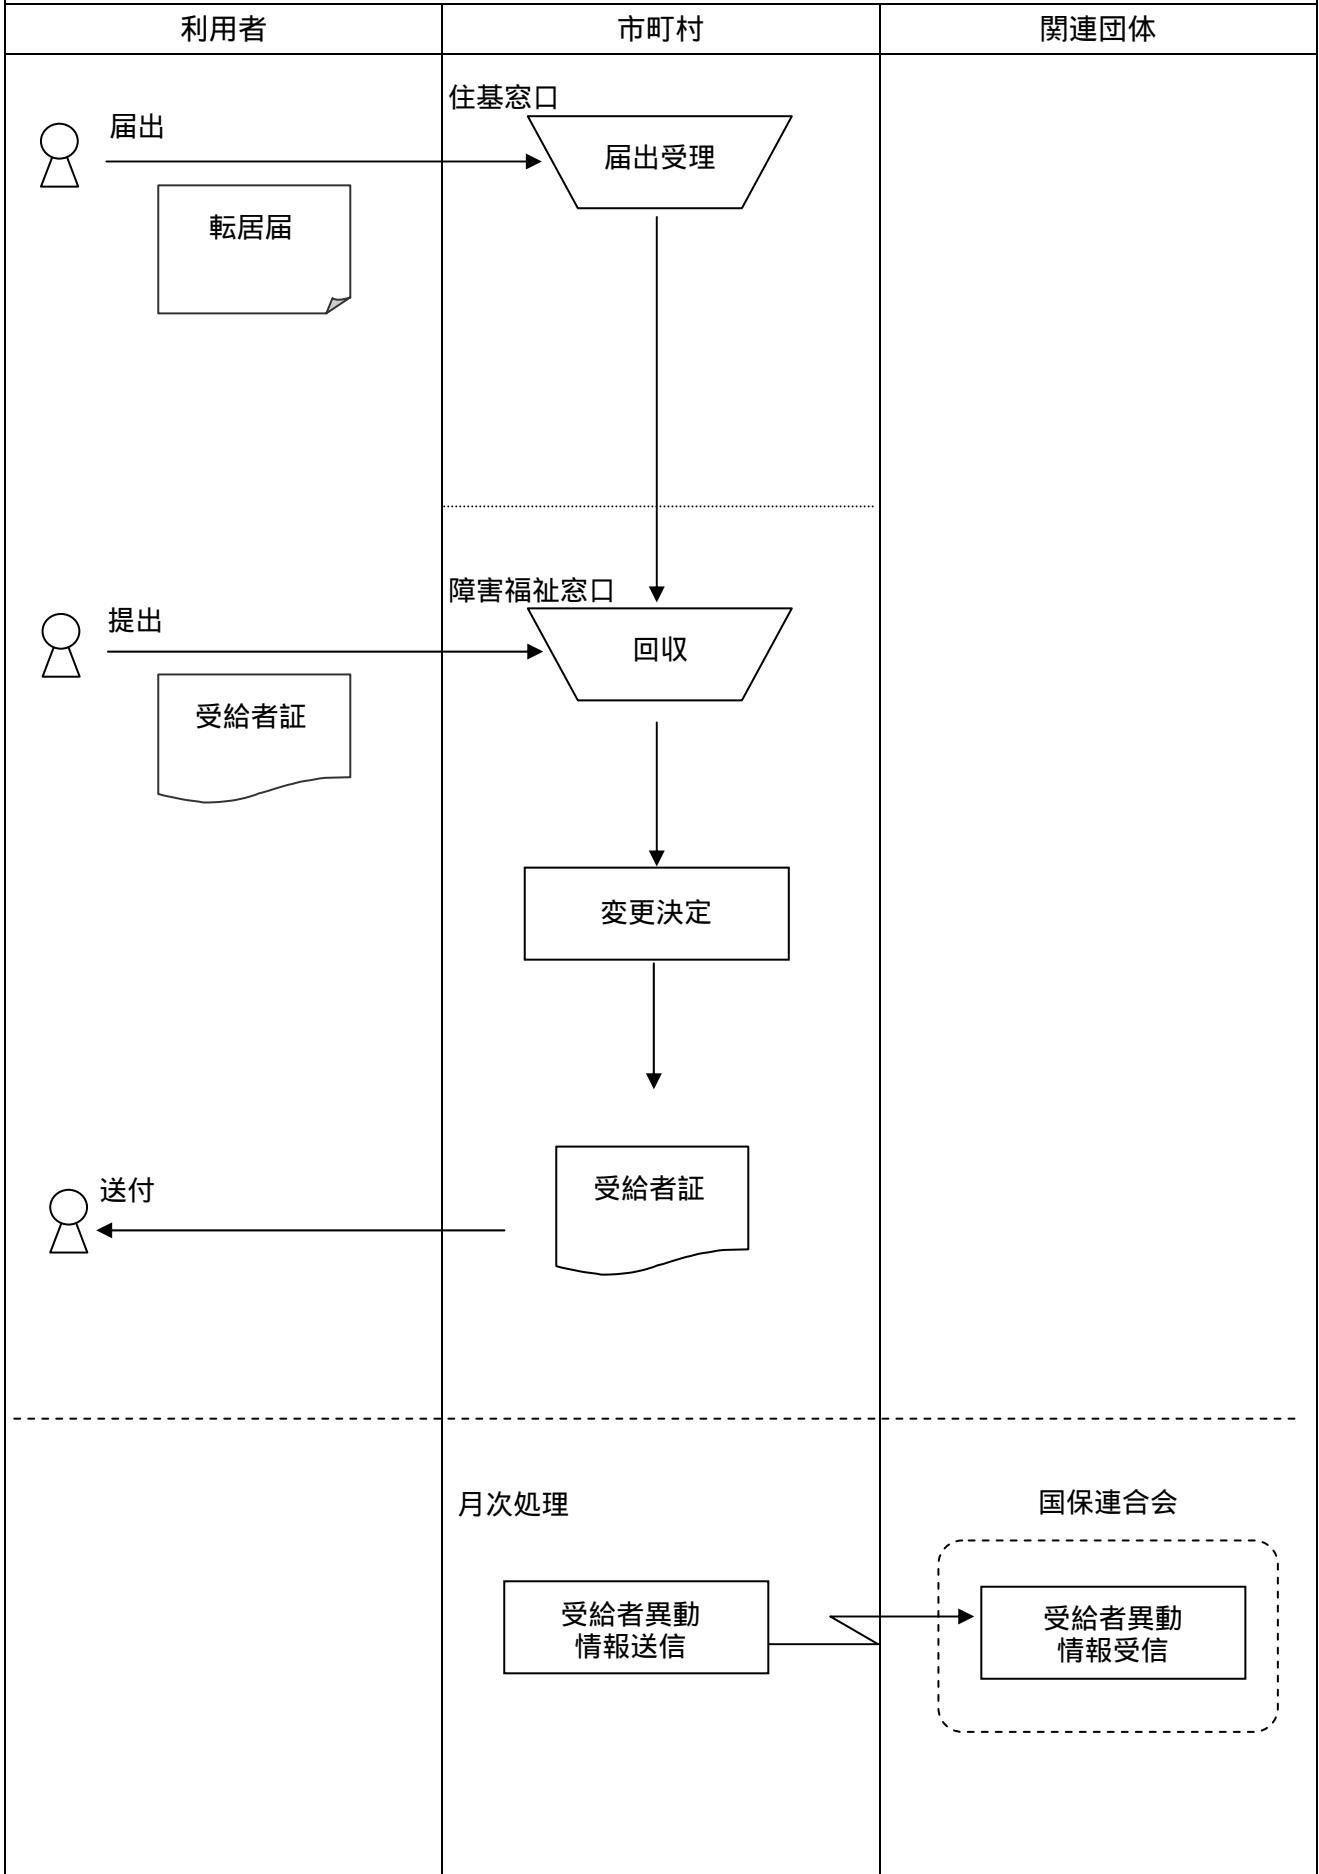 利用者
市町村
関連団体
住基窓口
届出
届出受理
転居届
障害福祉窓口
提出
回収
受給者証
変更決定
送付
受給者証
月次処理
国保連合会
受給者異動
情報送信
受給者異動
情報受信